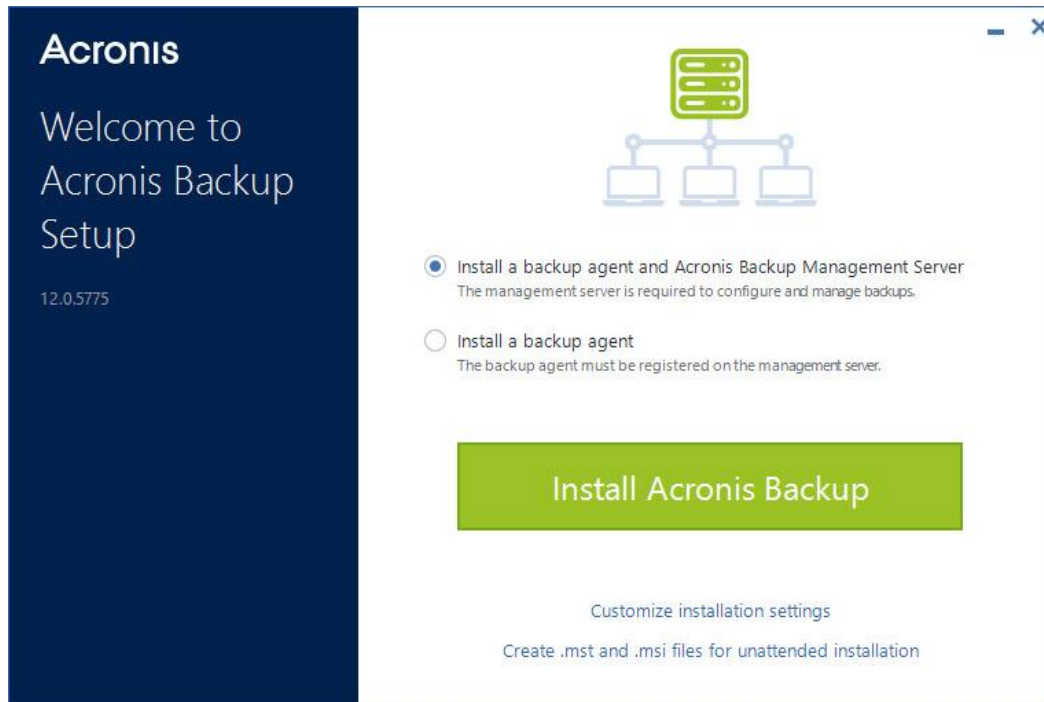 Acronis
Welcome to
Acronis Backup
Setup
12.0.5775
Install a backup agent and Acronis Backup Management Server
The management server is required to configure and manage backups.
Install a backup agent
The backup agent must be registered on the management server.
Install Acronis Backup
Customize installation settings
Create .mst and .msi files for unattended installation